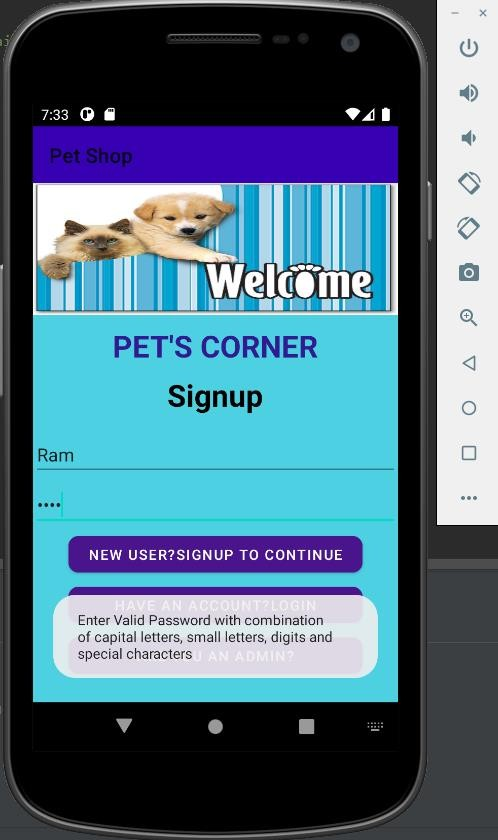 7:33
Pet Shop
Welcome
PET'S CORNER
Signup
Ram
••••
NEW USER?SIGNUP TO CONTINUE
HAVE AN ACCOUNT?LOGIN
Enter Valid Password with combination
of capital letters, small letters, digits and
special characters
AN ADMIN?